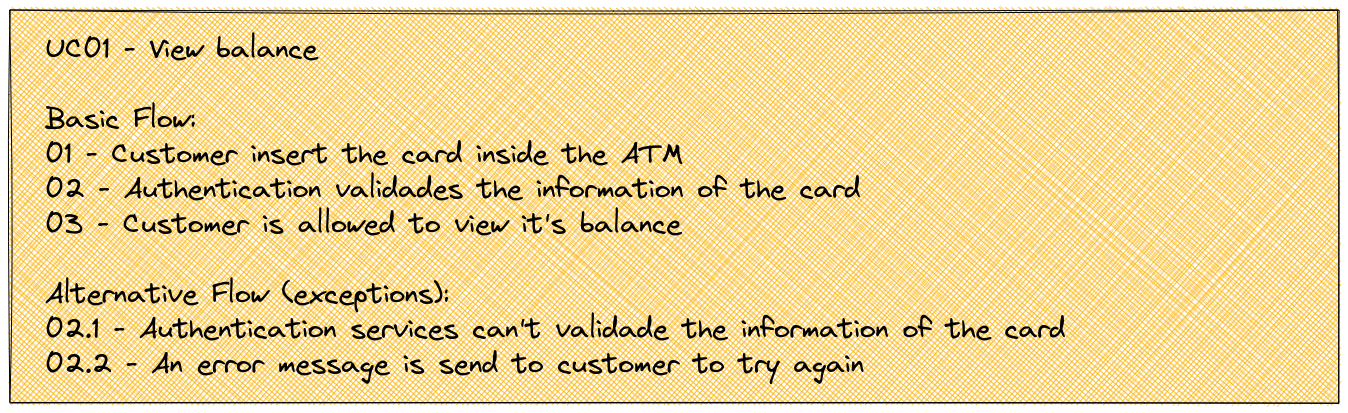 UC01 - View balance
Basic Flow:
01 - Customer insert the card inside the ATM
02 - Authentication validades the information of the card
03 - Customer is allowed to view it's balance
Alternative Flow (exceptions):
02.1 - Authentication services can't validade the information of the card
02.2 - An error message is send to customer to try again